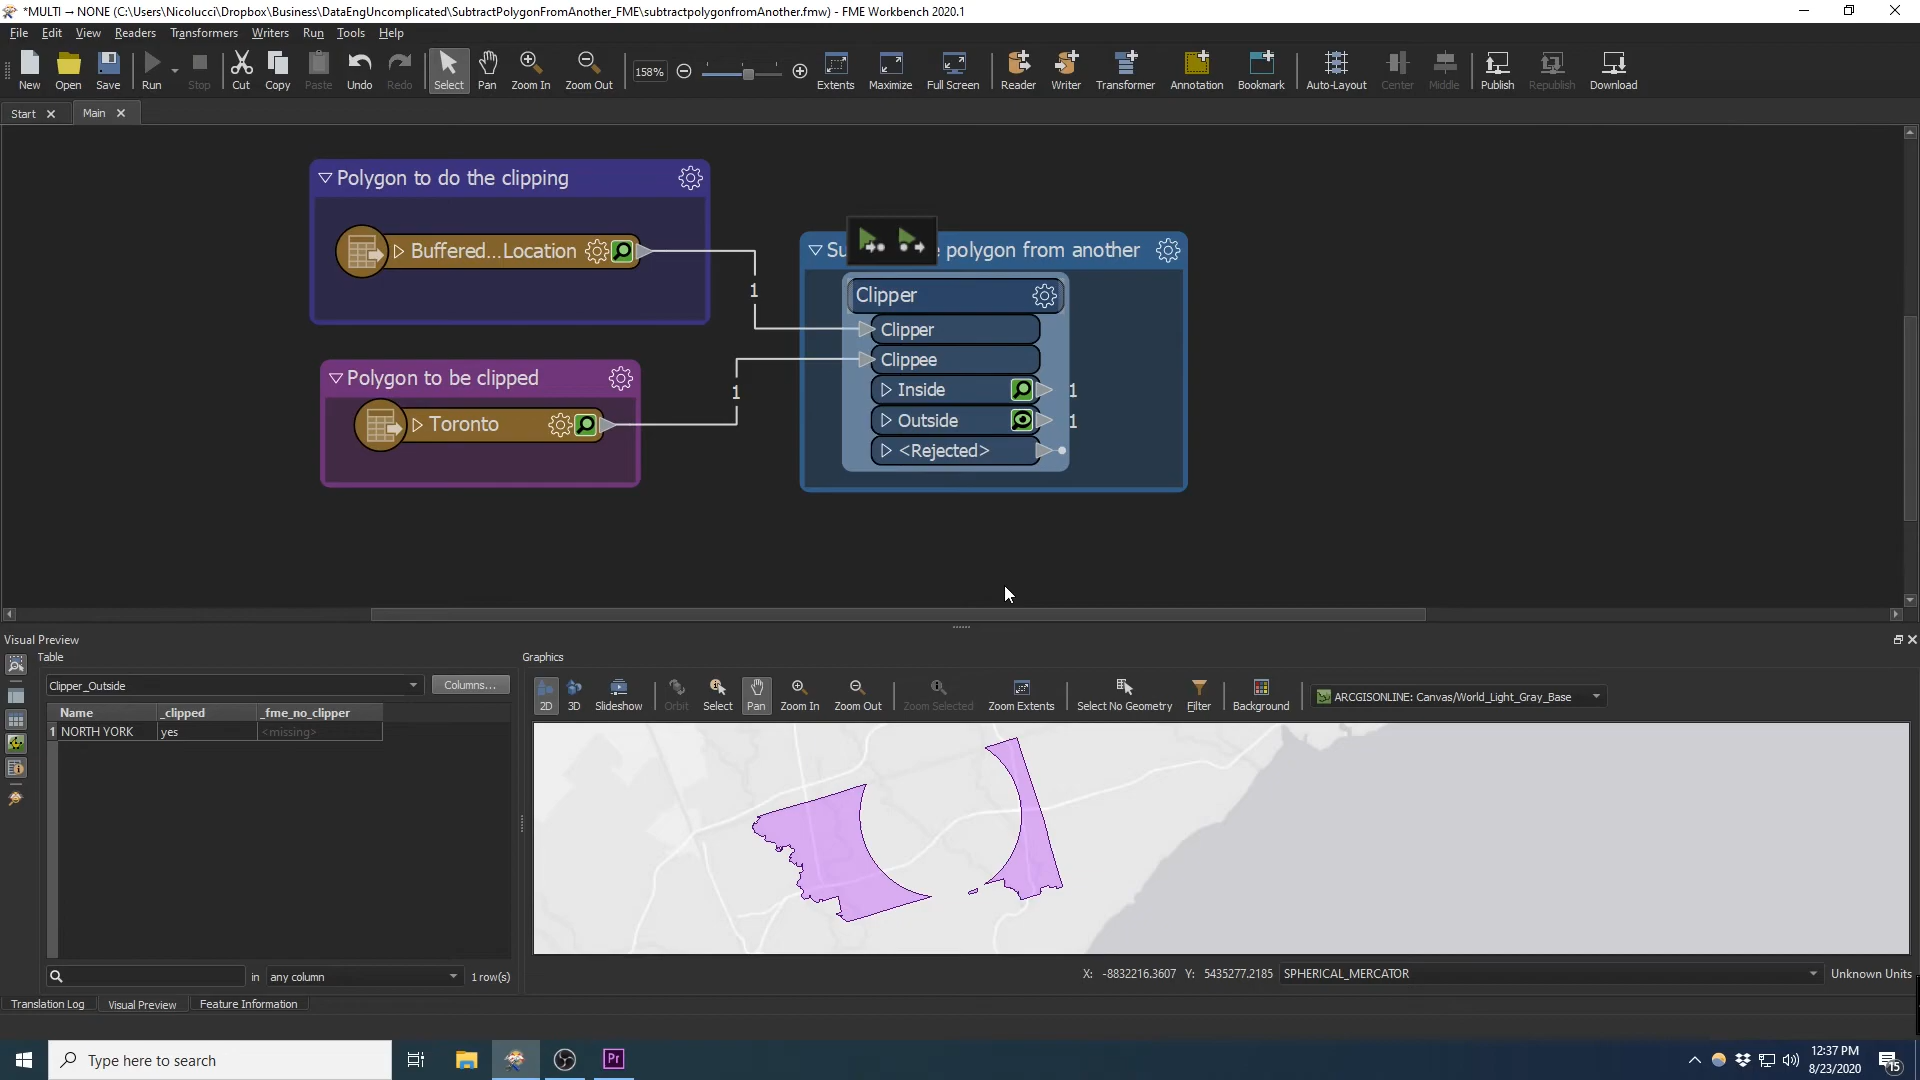 *MULTI → NONE (C:\Users\Nicolucci\Dropbox\Business\DataEngUncomplicated\SubtractPolygonFromAnother_FME\subtractpolygonfromAnother.fmw) - FME Workbench 2020.1
File Edit View Readers Transformers Writers Run Tools Help
158%
New Open Save Run Stop Cut Copy Paste Undo Redo Select Pan Zoom In Zoom Out Extents Maximize Full Screen Reader Writer Transformer Annotation Bookmark Auto-Layout Center Middle Publish Republish Download
Start Main
Polygon to do the clipping
Buffered...Location
1
Su polygon from another
Clipper
Clipper
Clippee
Inside 1
Outside 1
<Rejected>
Polygon to be clipped
Toronto
1
Visual Preview
Table
Graphics
Clipper_Outside
Columns...
2D 3D Slideshow Orbit Select Pan Zoom In Zoom Out Zoom Selected Zoom Extents Select No Geometry Filter Background ARCGISONLINE: Canvas/World_Light_Gray_Base
Name _clipped _fme_no_clipper
1 NORTH YORK yes <missing>
in any column 1 row(s)
X: -8832216.3607 Y: 5435277.2185 SPHERICAL_MERCATOR Unknown Units
Translation Log Visual Preview Feature Information
Type here to search
Pr
12:37 PM
8/23/2020
15